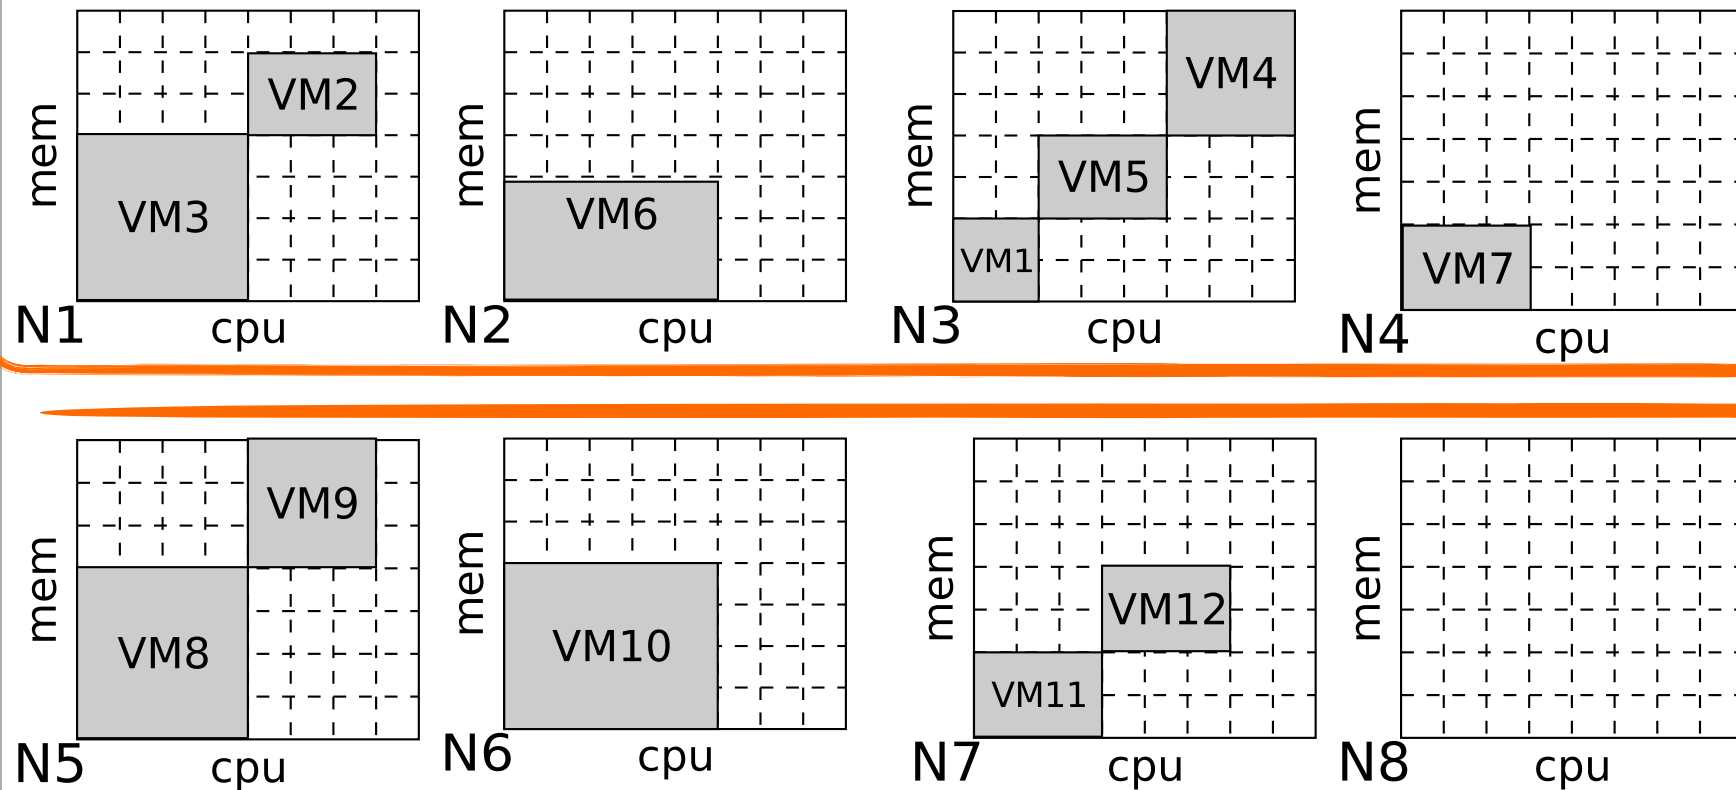 mem
VM2
VM3
N1
cpu
mem
VM6
N2
cpu
mem
VM4
VM5
VM1
N3
cpu
mem
VM7
N4
cpu
mem
VM9
VM8
N5
cpu
mem
VM10
N6
cpu
mem
VM12
VM11
N7
cpu
mem
N8
cpu